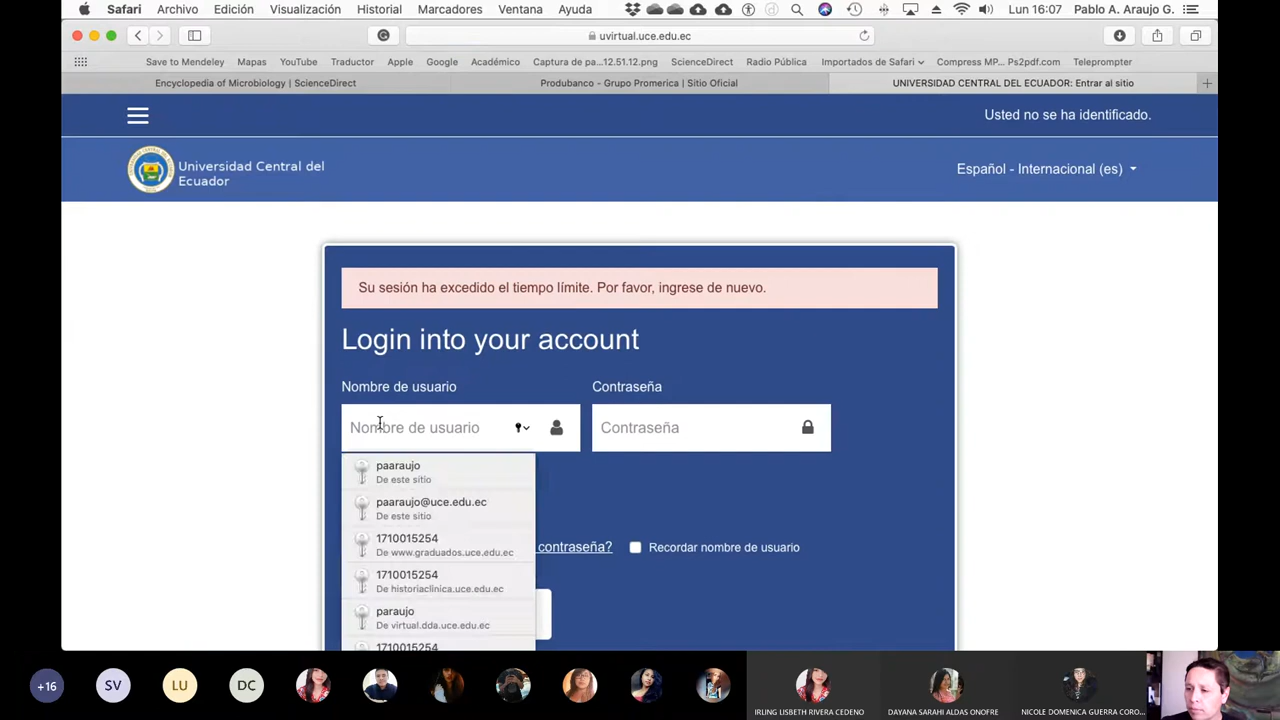 Safari Archivo Edición Visualización Historial Marcadores Ventana Ayuda Lun 16:07 Pablo A. Araujo G.
uvirtual.uce.edu.ec
Save to Mendeley Mapas YouTube Traductor Apple Google Académico Captura de pa...12.51.12.png ScienceDirect Radio Pública Importados de Safari Compress MP... Ps2pdf.com Teleprompter
Encyclopedia of Microbiology | ScienceDirect Produbanco - Grupo Promerica | Sitio Oficial UNIVERSIDAD CENTRAL DEL ECUADOR: Entrar al sitio
Usted no se ha identificado.
Universidad Central del
Ecuador
Español - Internacional (es)
Su sesión ha excedido el tiempo límite. Por favor, ingrese de nuevo.
Login into your account
Nombre de usuario Contraseña
Nombre de usuario Contraseña
paaraujo
De este sitio
paaraujo@uce.edu.ec
De este sitio
1710015254
De www.graduados.uce.edu.ec
contraseña? Recordar nombre de usuario
1710015254
De historiaclinica.uce.edu.ec
paraujo
De virtual.dda.uce.edu.ec
1710015254
+16 SV LU DC
IRLING LISBETH RIVERA CEDENO DAYANA SARAHI ALDAS ONOFRE NICOLE DOMENICA GUERRA CORO...